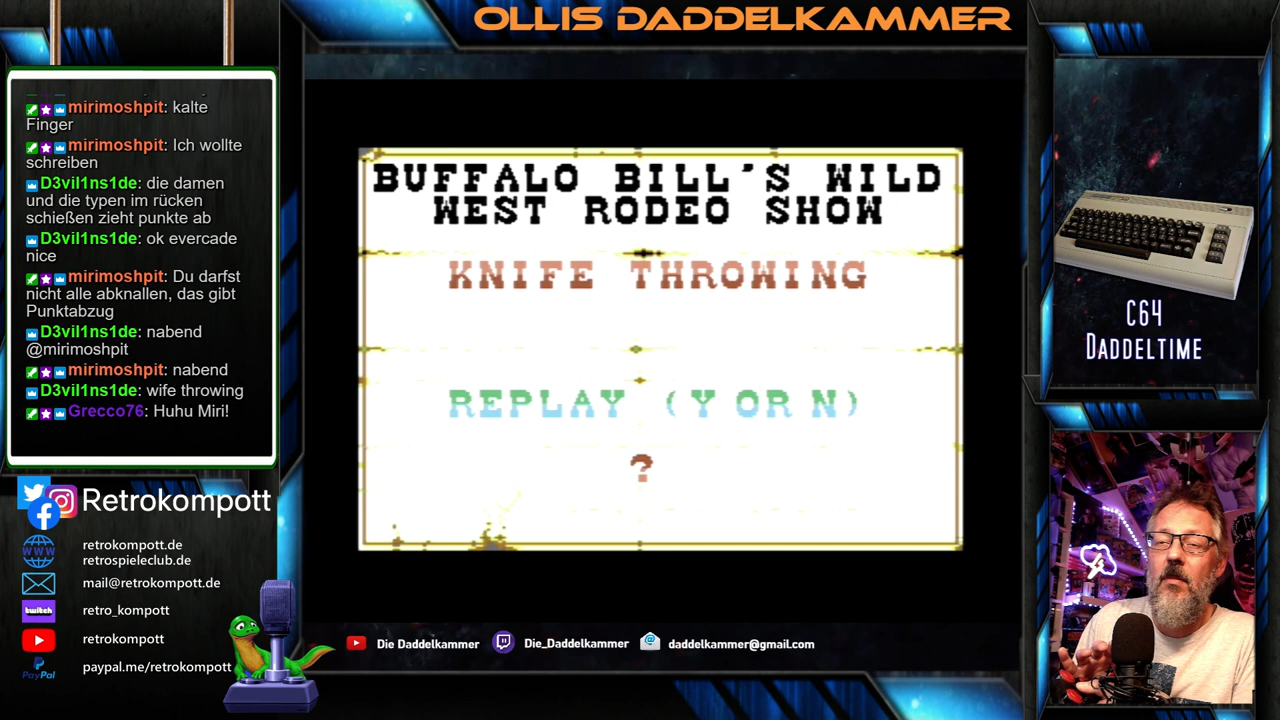 OLLIS DADDELKAMMER
mirimoshpit: kalte
Finger
mirimoshpit: Ich wollte
schreiben
D3vil1ns1de: die damen
und die typen im rücken
schießen zieht punkte ab
D3vil1ns1de: ok evercade
nice
mirimoshpit: Du darfst
nicht alle abknallen, das gibt
Punktabzug
D3vil1ns1de: nabend
@mirimoshpit
mirimoshpit: nabend
D3vil1ns1de: wife throwing
Grecco76: Huhu Miri!
BUFFALO BILL'S WILD
WEST RODEO SHOW
KNIFE THROWING
REPLAY (Y OR N)
?
C64
DADDELTIME
Retrokompott
WWW
retrokompott.de
retrospieleclub.de
mail@retrokompott.de
twitch
retro_kompott
retrokompott
PayPal
paypal.me/retrokompott
Die Daddelkammer
Die_Daddelkammer
daddelkammer@gmail.com